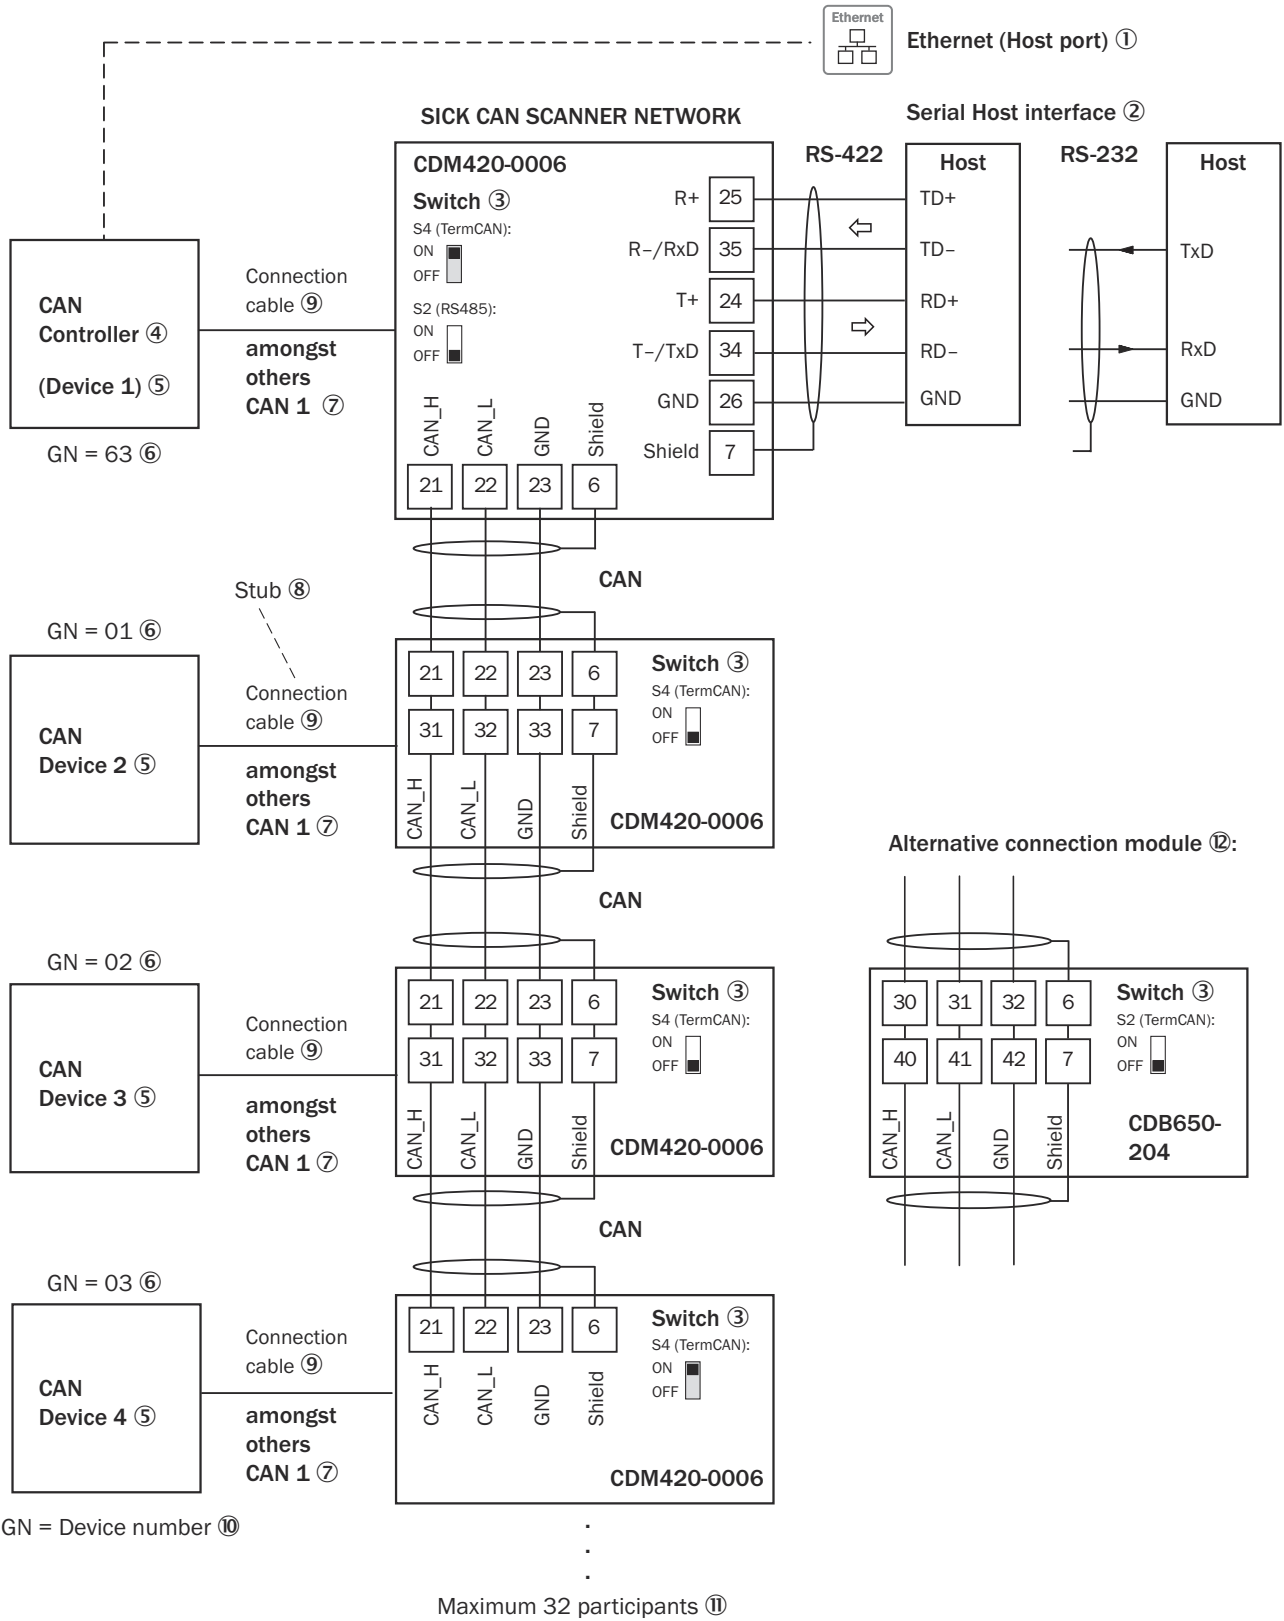 Ethernet
Ethernet (Host port) ①
SICK CAN SCANNER NETWORK
Serial Host interface ②
CDM420-0006
Switch ③
S4 (TermCAN):
ON
OFF
S2 (RS485):
ON
OFF
R+ 25
R–/RxD 35
T+ 24
T–/TxD 34
GND 26
Shield 7
CAN_H
CAN_L
GND
Shield
21 22 23 6
RS-422
Host
TD+
TD–
RD+
RD–
GND
RS-232
Host
TxD
RxD
GND
CAN
Controller ④
(Device 1) ⑤
GN = 63 ⑥
Connection
cable ⑨
amongst
others
CAN 1 ⑦
CAN
Stub ⑧
GN = 01 ⑥
CAN
Device 2 ⑤
Connection
cable ⑨
amongst
others
CAN 1 ⑦
21 22 23 6
31 32 33 7
CAN_H
CAN_L
GND
Shield
Switch ③
S4 (TermCAN):
ON
OFF
CDM420-0006
CAN
GN = 02 ⑥
CAN
Device 3 ⑤
Connection
cable ⑨
amongst
others
CAN 1 ⑦
21 22 23 6
31 32 33 7
CAN_H
CAN_L
GND
Shield
Switch ③
S4 (TermCAN):
ON
OFF
CDM420-0006
CAN
Alternative connection module ⑫:
30 31 32 6
40 41 42 7
CAN_H
CAN_L
GND
Shield
Switch ③
S2 (TermCAN):
ON
OFF
CDB650-
204
GN = 03 ⑥
CAN
Device 4 ⑤
Connection
cable ⑨
amongst
others
CAN 1 ⑦
21 22 23 6
CAN_H
CAN_L
GND
Shield
Switch ③
S4 (TermCAN):
ON
OFF
CDM420-0006
GN = Device number ⑩
.
.
.
Maximum 32 participants ⑪